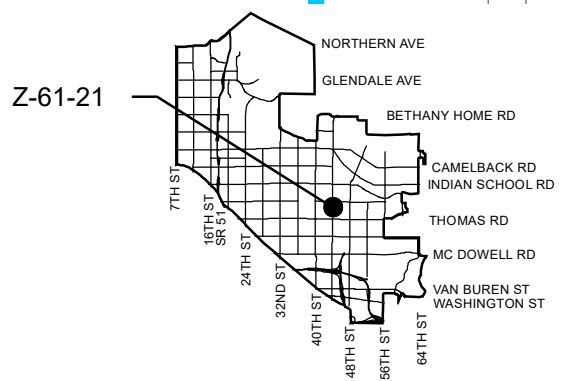 NORTHERN AVE
GLENDALE AVE
Z-61-21
BETHANY HOME RD
CAMELBACK RD
INDIAN SCHOOL RD
THOMAS RD
MC DOWELL RD
VAN BUREN ST
WASHINGTON ST
7TH ST
16TH ST
SR 51
24TH ST
32ND ST
40TH ST
48TH ST
56TH ST
64TH ST